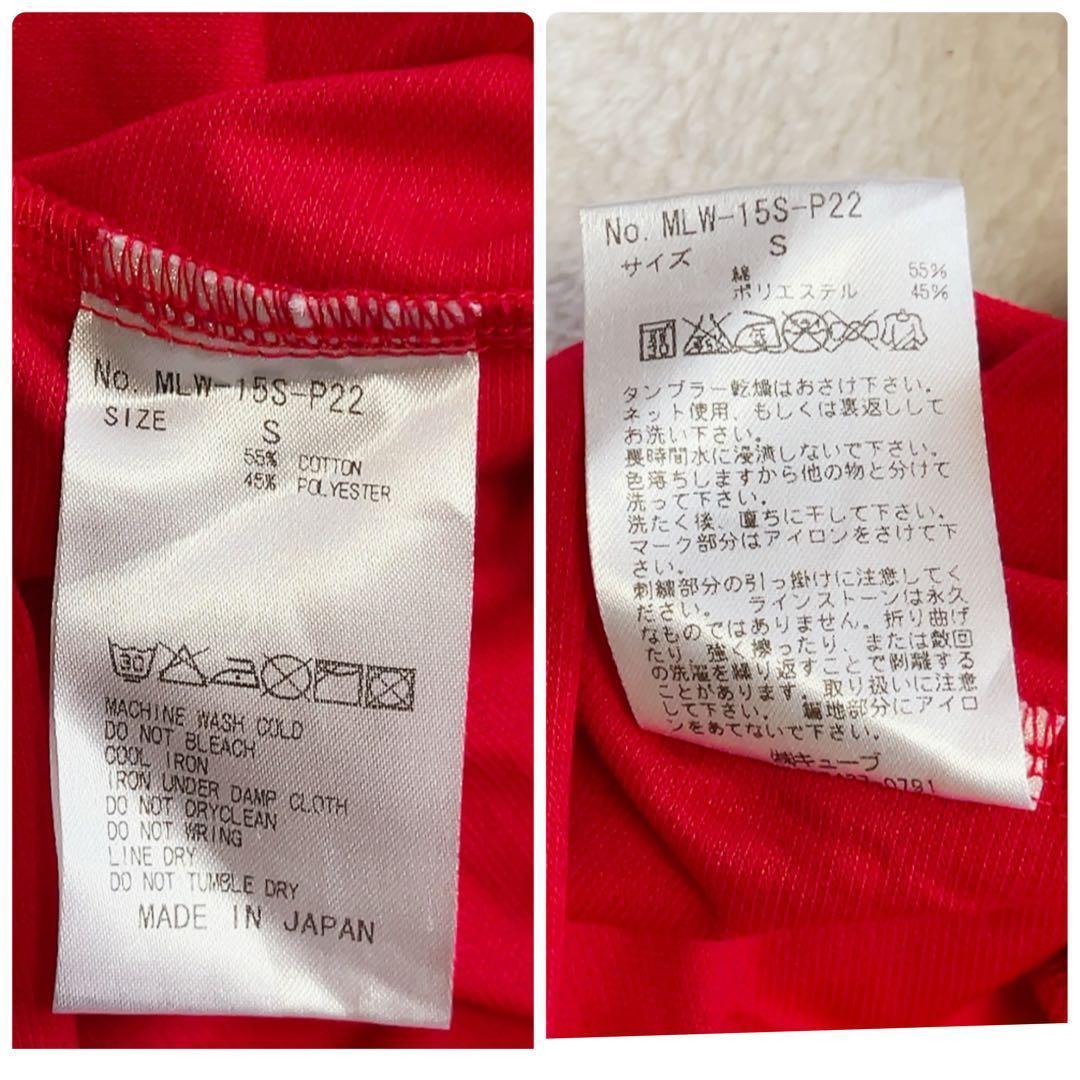 No. MLW-15S-P22
SIZE
S
55% COTTON
45% POLYESTER
30
MACHINE WASH COLD
DO NOT BLEACH
COOL IRON
IRON UNDER DAMP CLOTH
DO NOT DRYCLEAN
DO NOT WRING
LINE DRY
DO NOT TUMBLE DRY
MADE IN JAPAN
No. MLW-15S-P22
サイズ S
綿 55%
ポリエステル 45%
タンブラー乾燥はおさけ下さい。
ネット使用、もしくは裏返しして
お洗い下さい。
長時間水に浸漬しないで下さい。
色落ちしますから他の物と分けて
洗って下さい。
洗たく後、直ちに干して下さい。
マーク部分はアイロンをさけて下
さい。
刺繍部分の引っ掛けに注意してく
ださい。 ラインストーンは永久
なものではありません。折り曲げ
たり、強く擦ったり、または数回
の洗濯を繰り返すことで剥離する
ことがあります。取り扱いに注意
して下さい。 編地部分にアイロ
ンをあてないで下さい。
㈱キューブ
0791